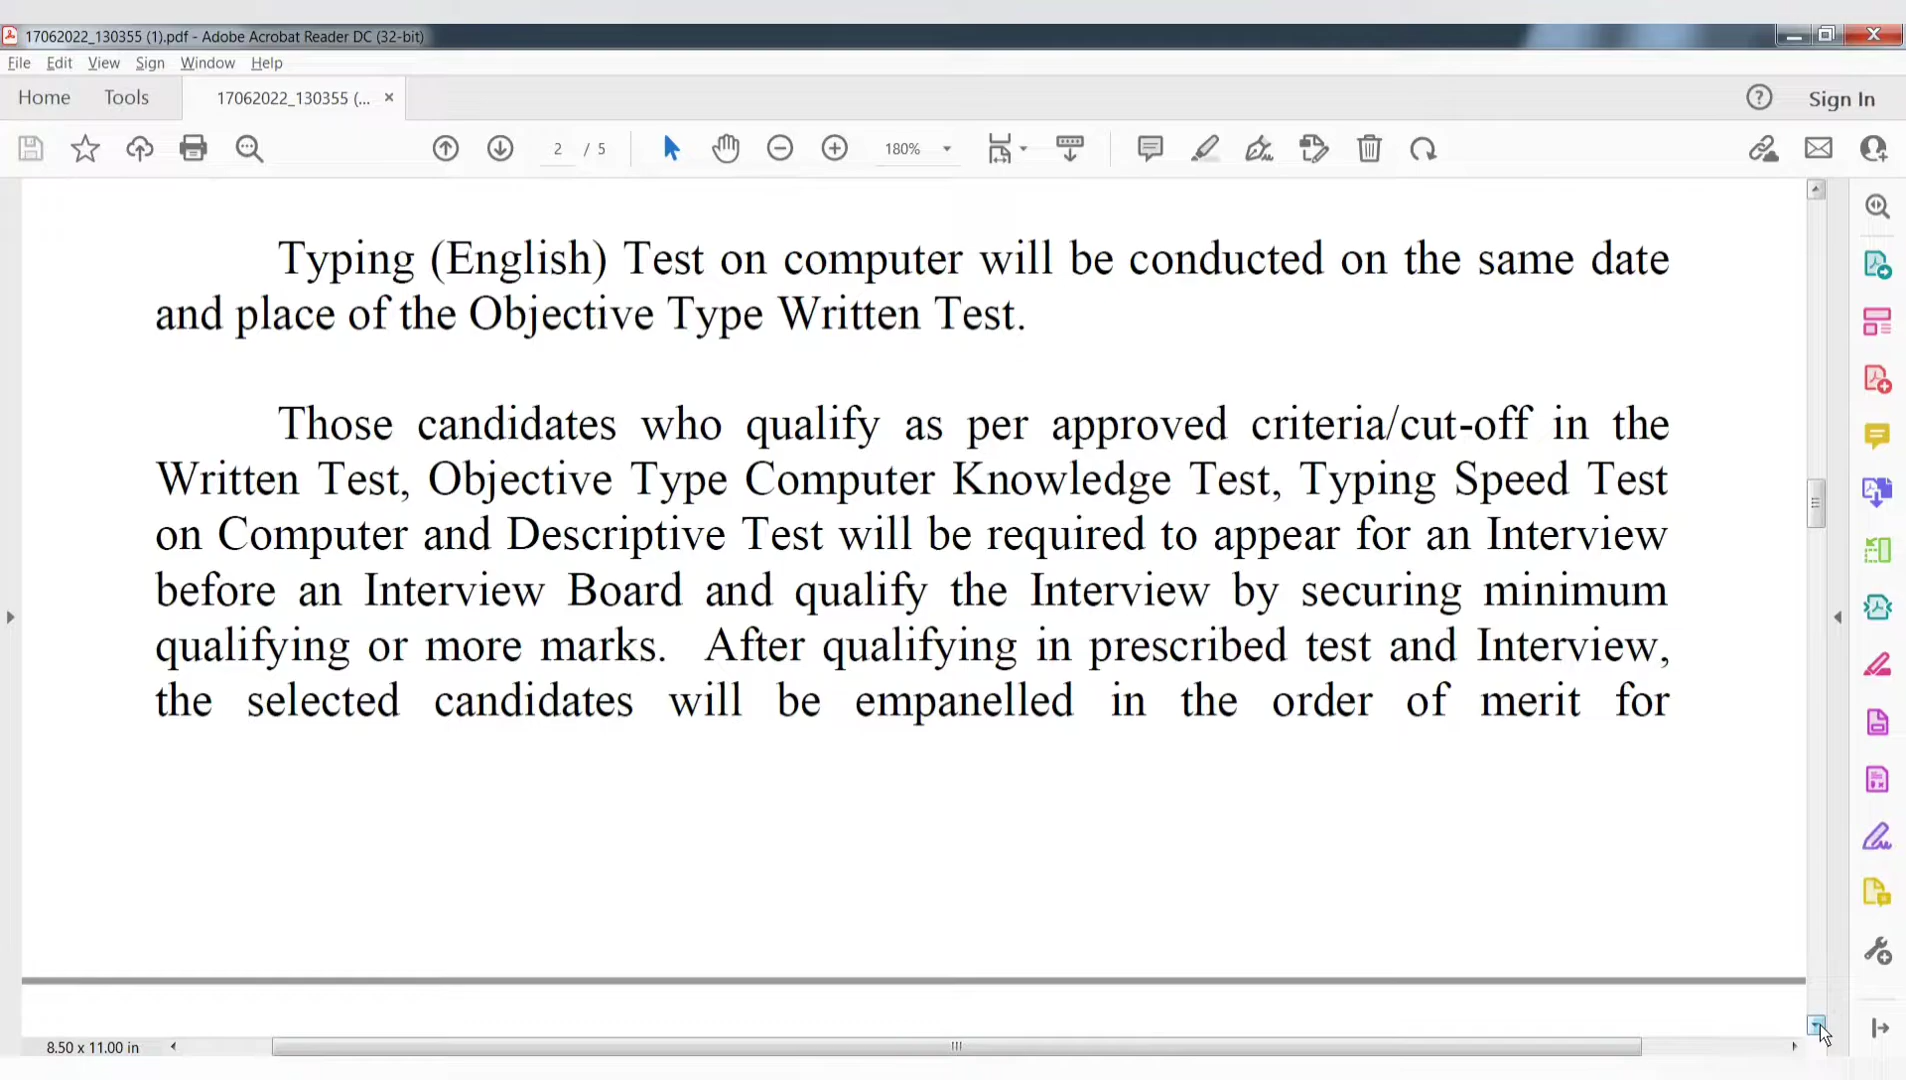 17062022_130355 (1).pdf - Adobe Acrobat Reader DC (32-bit)
File Edit View Sign Window Help
Home Tools 17062022_130355 (... × Sign In
2 / 5 180%
Typing (English) Test on computer will be conducted on the same date
and place of the Objective Type Written Test.
Those candidates who qualify as per approved criteria/cut-off in the
Written Test, Objective Type Computer Knowledge Test, Typing Speed Test
on Computer and Descriptive Test will be required to appear for an Interview
before an Interview Board and qualify the Interview by securing minimum
qualifying or more marks. After qualifying in prescribed test and Interview,
the selected candidates will be empanelled in the order of merit for
8.50 x 11.00 in